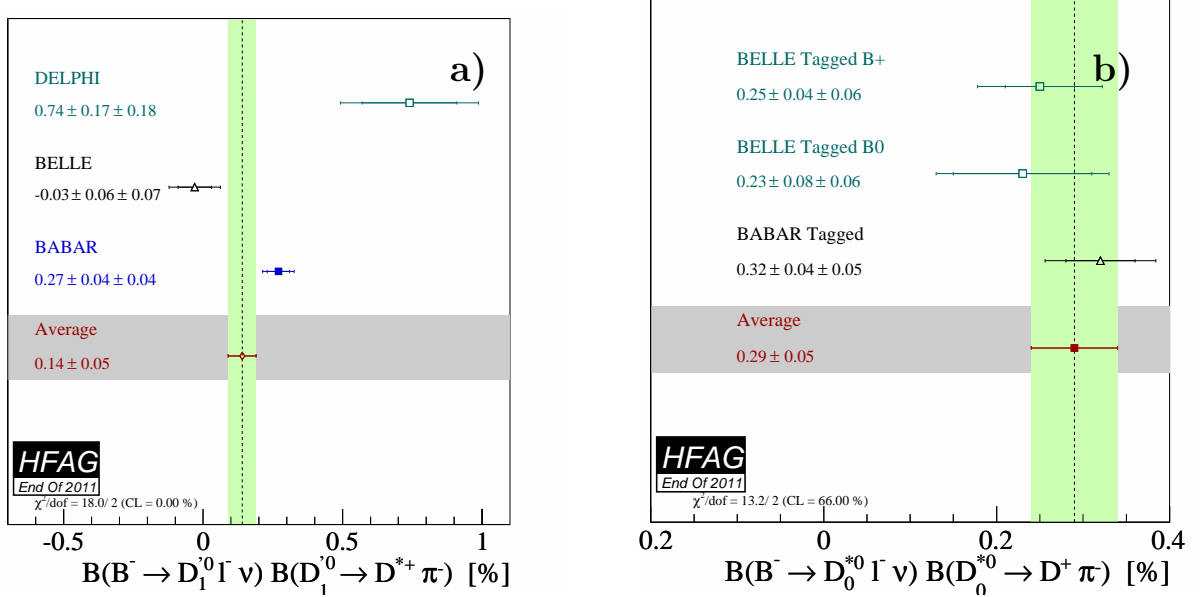 a)
DELPHI
0.74 ± 0.17 ± 0.18
BELLE
-0.03 ± 0.06 ± 0.07
BABAR
0.27 ± 0.04 ± 0.04
Average
0.14 ± 0.05
HFAG
End Of 2011
χ²/dof = 18.0/ 2 (CL = 0.00 %)
-0.5 0 0.5 1
B(B⁻ → D₁'⁰ l⁻ ν) B(D₁'⁰ → D*⁺ π⁻) [%]
b)
BELLE Tagged B+
0.25 ± 0.04 ± 0.06
BELLE Tagged B0
0.23 ± 0.08 ± 0.06
BABAR Tagged
0.32 ± 0.04 ± 0.05
Average
0.29 ± 0.05
HFAG
End Of 2011
χ²/dof = 13.2/ 2 (CL = 66.00 %)
0.2 0 0.2 0.4
B(B⁻ → D₀*⁰ l⁻ ν) B(D₀*⁰ → D⁺ π⁻) [%]